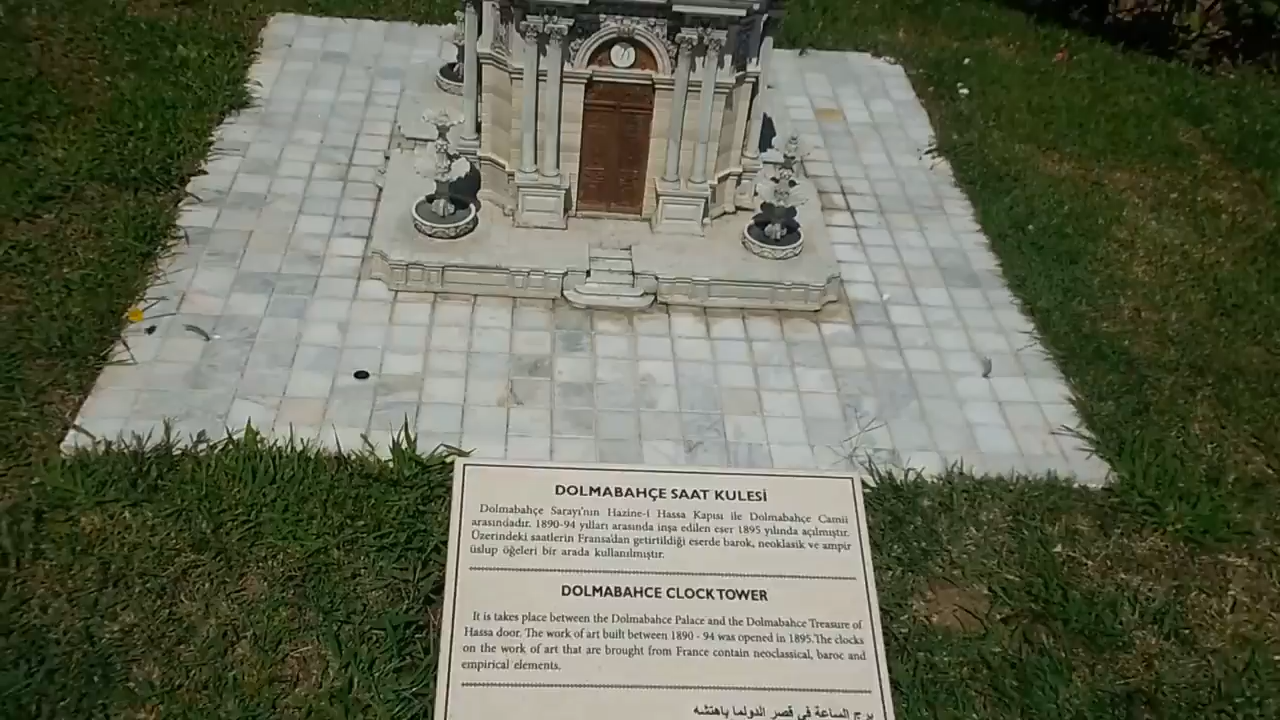 DOLMABAHÇE SAAT KULESİ
Dolmabahçe Sarayı'nın Hazine-i Hassa Kapısı ile Dolmabahçe Camii
arasındadır. 1890-94 yılları arasında inşa edilen eser 1895 yılında açılmıştır.
Üzerindeki saatlerin Fransa'dan getirtildiği eserde barok, neoklasik ve ampir
üslup öğeleri bir arada kullanılmıştır.
DOLMABAHCE CLOCK TOWER
It is takes place between the Dolmabahce Palace and the Dolmabahce Treasure of
Hassa door. The work of art built between 1890 - 94 was opened in 1895.The clocks
on the work of art that are brought from France contain neoclassical, baroc and
empirical elements.
برج الساعة في قصر الدولما باهتشه